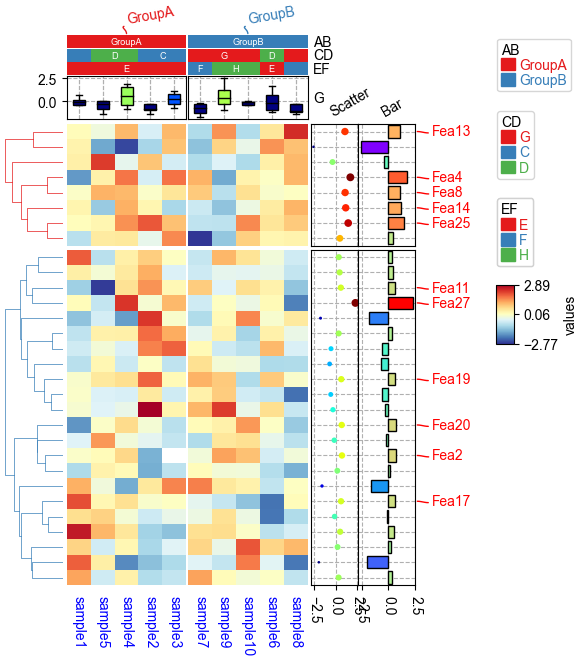 GroupA
GroupB
GroupA
GroupB
AB
D
C
G
D
CD
E
F
H
E
EF
2.5
0.0
G
Scatter
Bar
Fea13
Fea4
Fea8
Fea14
Fea25
Fea11
Fea27
Fea19
Fea20
Fea2
Fea17
sample1
sample5
sample4
sample2
sample3
sample7
sample9
sample10
sample6
sample8
−2.5
0.0
2.5
−2.5
0.0
2.5
AB
GroupA
GroupB
CD
G
C
D
EF
E
F
H
2.89
0.06
−2.77
values